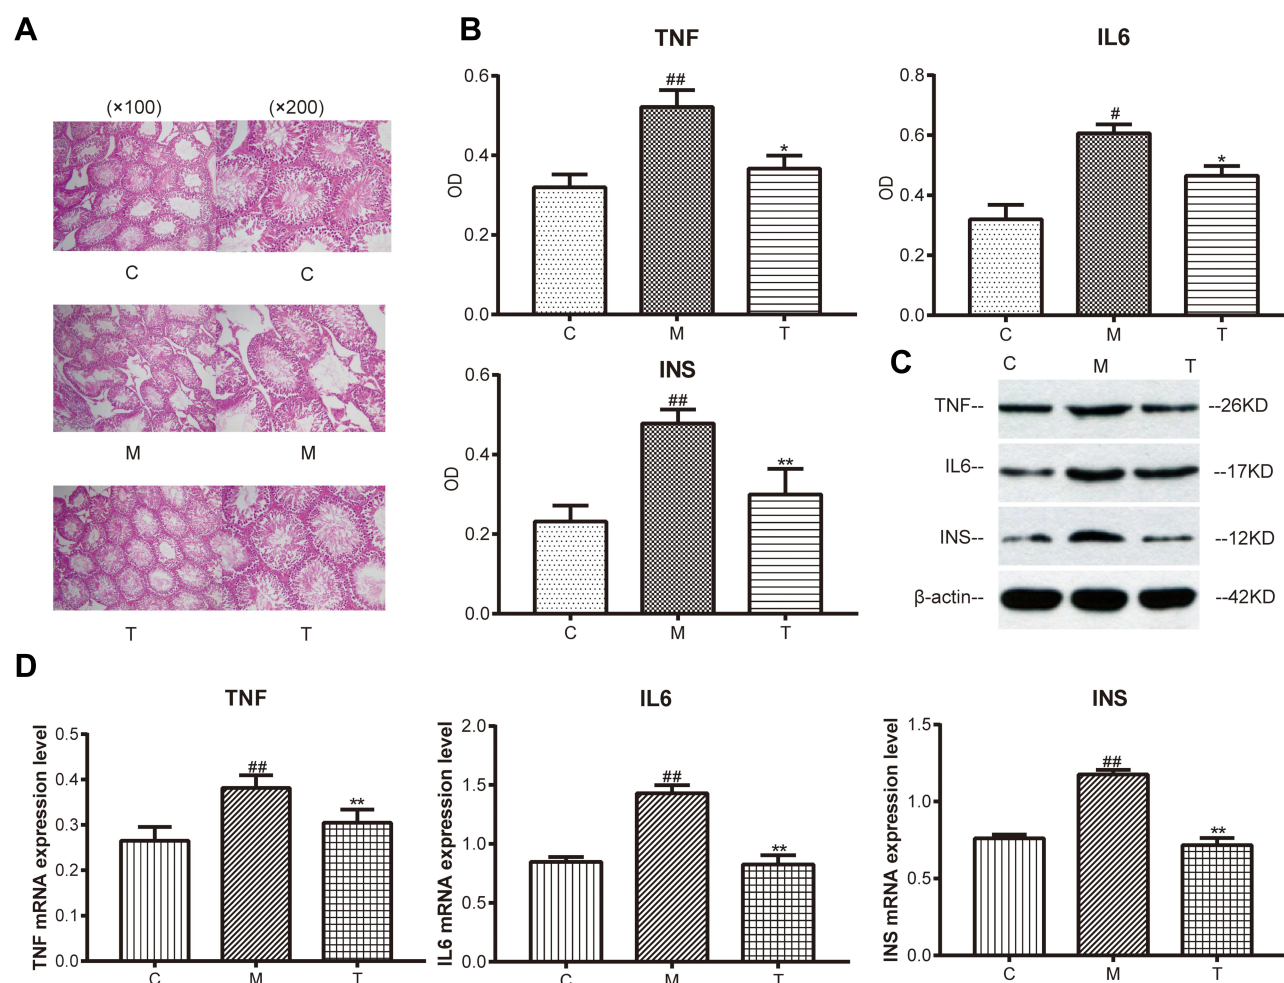 A
(×100) (×200)
C C
M M
T T
B
TNF
OD
0.6
0.4
0.2
0.0
##
*
C M T
IL6
OD
0.8
0.6
0.4
0.2
0.0
#
*
C M T
INS
OD
0.6
0.4
0.2
0.0
##
**
C M T
C
C M T
TNF-- --26KD
IL6-- --17KD
INS-- --12KD
β-actin-- --42KD
D
TNF
TNF mRNA expression level
0.5
0.4
0.3
0.2
0.1
0.0
##
**
C M T
IL6
IL6 mRNA expression level
2.0
1.5
1.0
0.5
0.0
##
**
C M T
INS
INS mRNA expression level
1.5
1.0
0.5
0.0
##
**
C M T